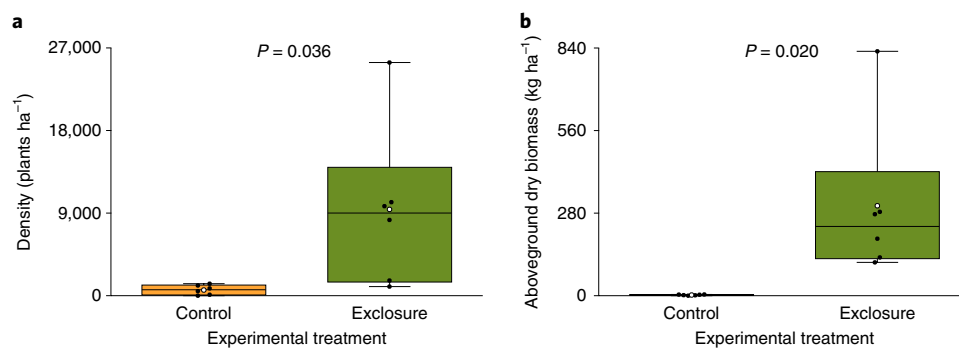 a
27,000
18,000
9,000
0
Density (plants ha⁻¹)
P = 0.036
Control
Exclosure
Experimental treatment
b
840
560
280
0
Aboveground dry biomass (kg ha⁻¹)
P = 0.020
Control
Exclosure
Experimental treatment